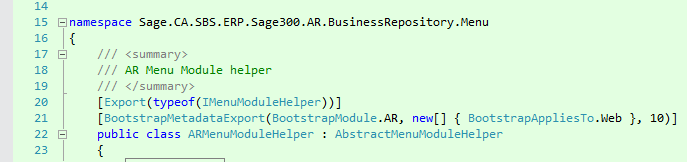 14
15 namespace Sage.CA.SBS.ERP.Sage300.AR.BusinessRepository.Menu
16 {
17 /// <summary>
18 /// AR Menu Module helper
19 /// </summary>
20 [Export(typeof(IMenuModuleHelper))]
21 [BootstrapMetadataExport(BootstrapModule.AR, new[] { BootstrapAppliesTo.Web }, 10)]
22 public class ARMenuModuleHelper : AbstractMenuModuleHelper
23 {